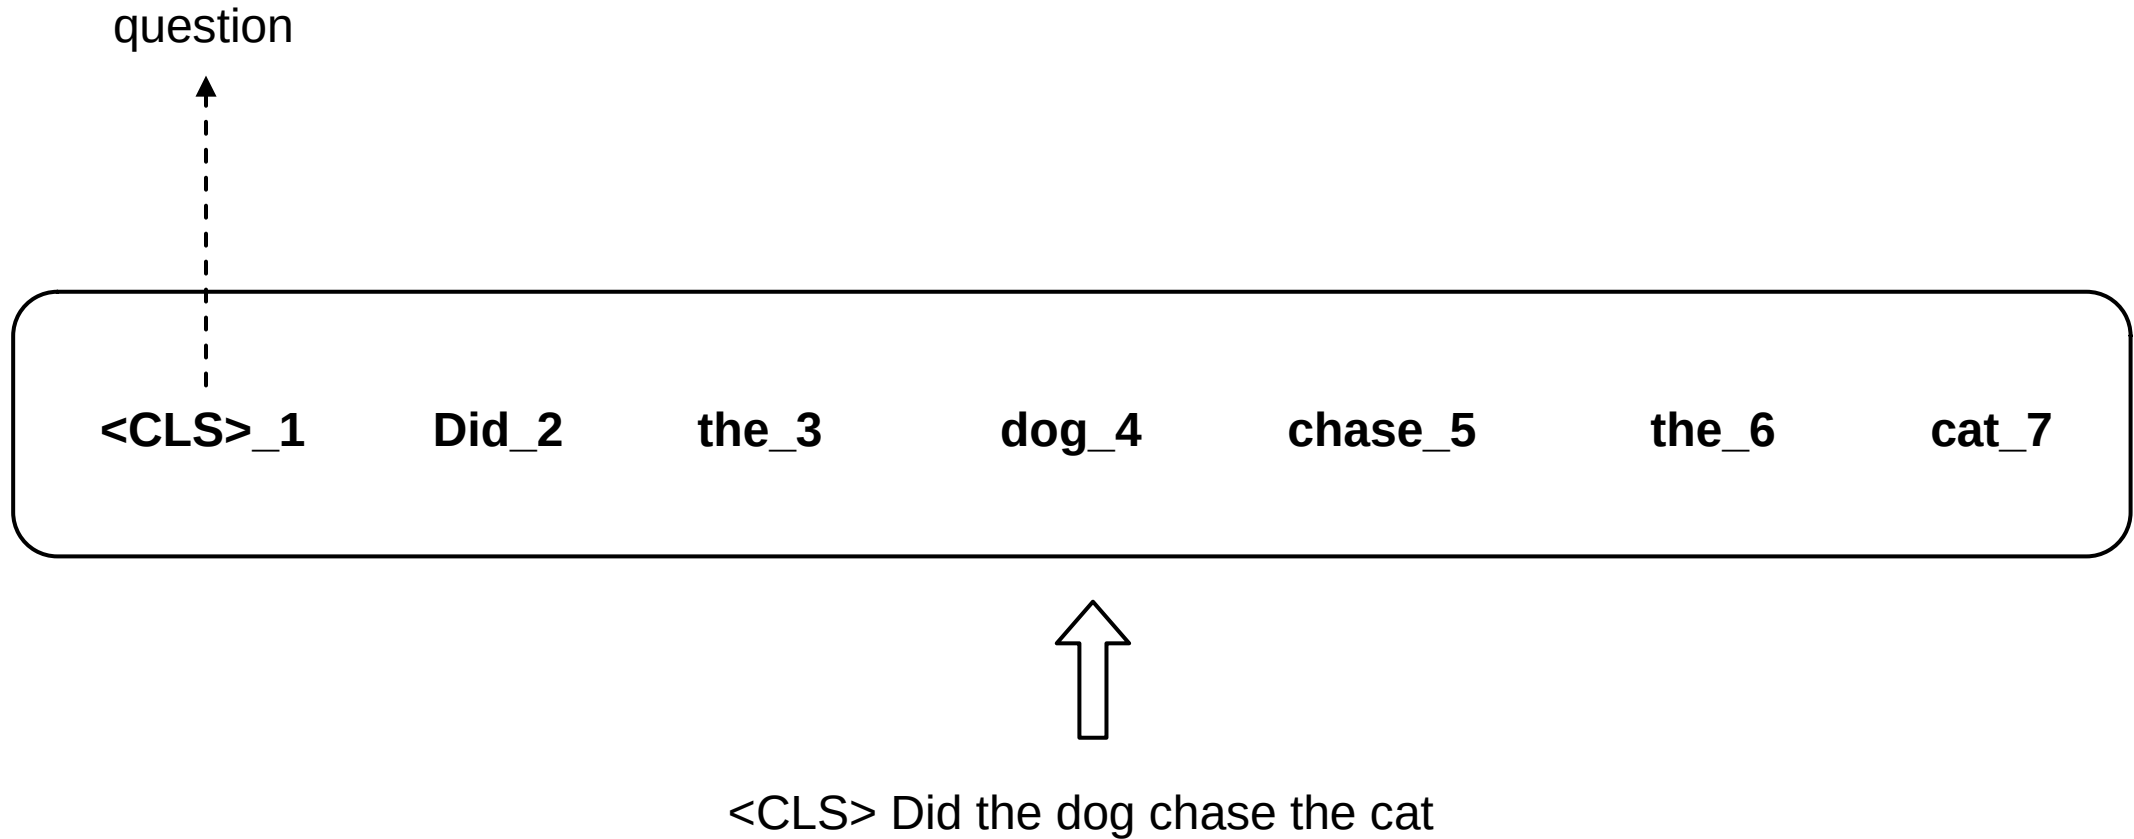 question
<CLS>_1 Did_2 the_3 dog_4 chase_5 the_6 cat_7
<CLS> Did the dog chase the cat